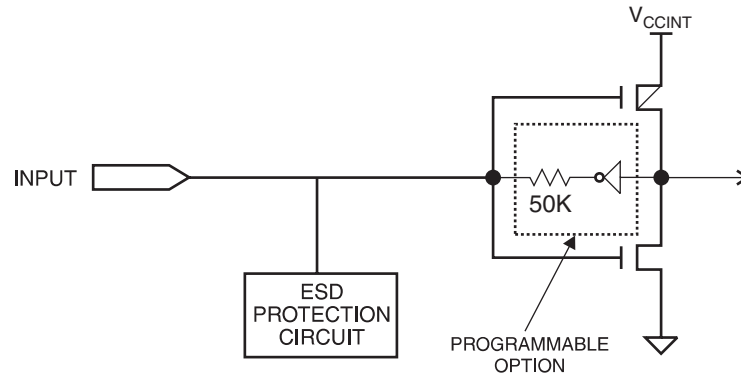 V_CCINT
INPUT
50K
ESD
PROTECTION
CIRCUIT
PROGRAMMABLE
OPTION